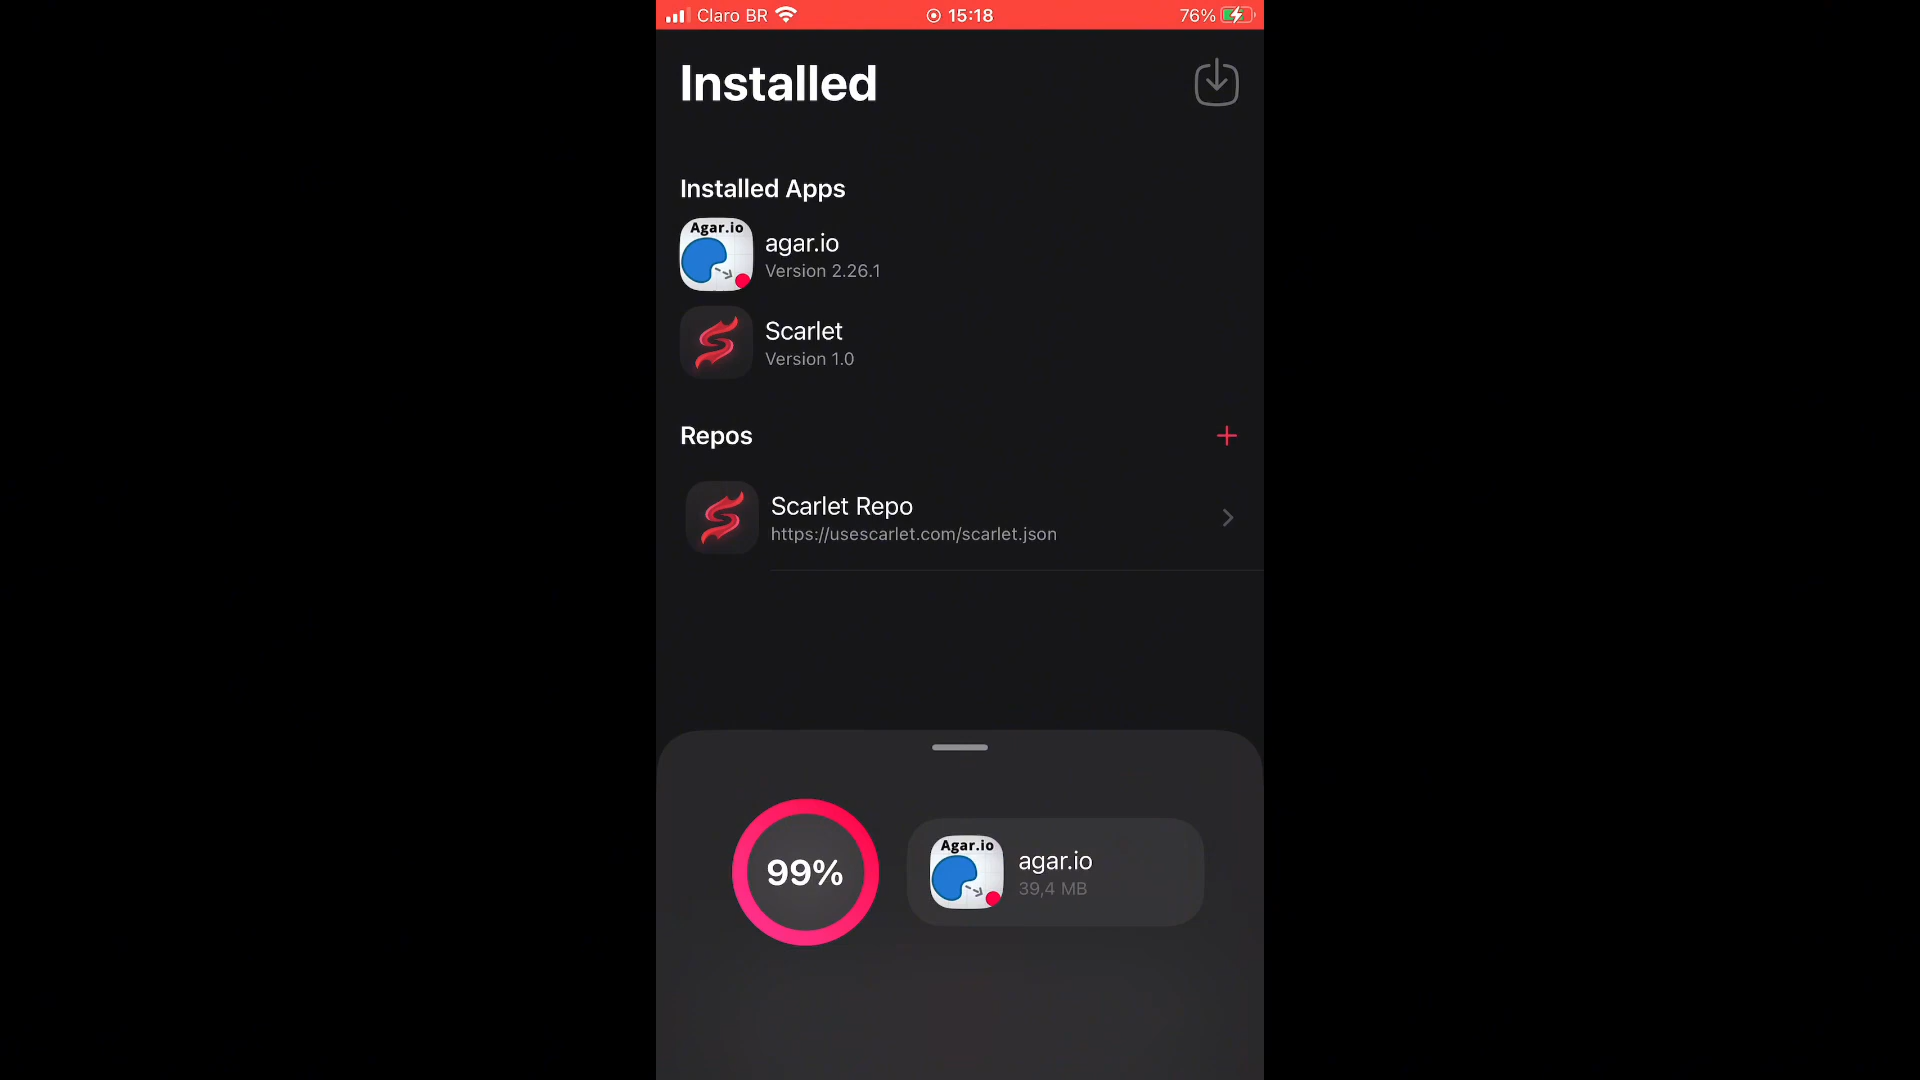 Claro BR
15:18
76%
Installed
Installed Apps
Agar.io
agar.io
Version 2.26.1
Scarlet
Version 1.0
Repos
Scarlet Repo
https://usescarlet.com/scarlet.json
99%
Agar.io
agar.io
39,4 MB